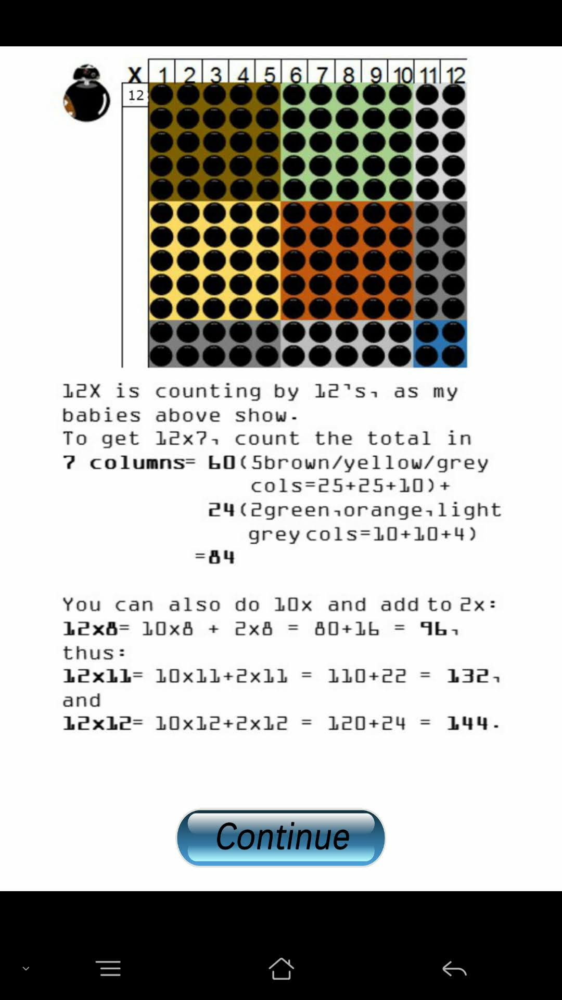 X 1 2 3 4 5 6 7 8 9 10 11 12
12
12X is counting by 12's, as my
babies above show.
To get 12x7, count the total in
7 columns= 60(5brown/yellow/grey
cols=25+25+10)+
24(2green,orange,light
grey cols=10+10+4)
=84
You can also do 10x and add to 2x:
12x8= 10x8 + 2x8 = 80+16 = 96,
thus:
12x11= 10x11+2x11 = 110+22 = 132,
and
12x12= 10x12+2x12 = 120+24 = 144.
Continue